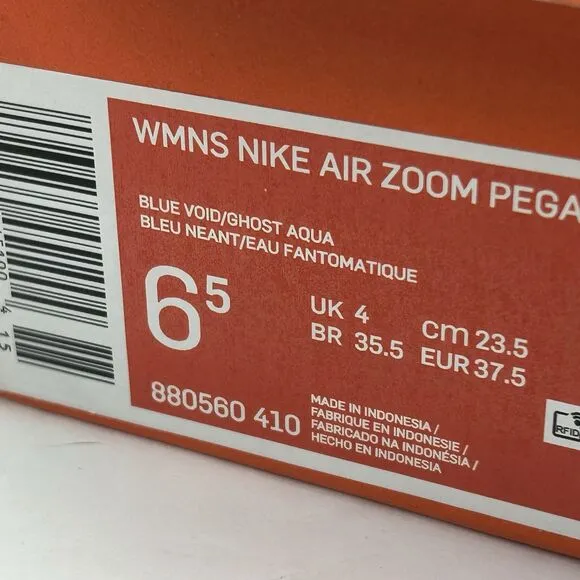 WMNS NIKE AIR ZOOM PEGA
BLUE VOID/GHOST AQUA
BLEU NEANT/EAU FANTOMATIQUE
6⁵
UK 4
cm 23.5
BR 35.5
EUR 37.5
880560 410
MADE IN INDONESIA /
FABRIQUE EN INDONESIE /
FABRICADO NA INDONÉSIA /
HECHO EN INDONESIA
RFID
4 15